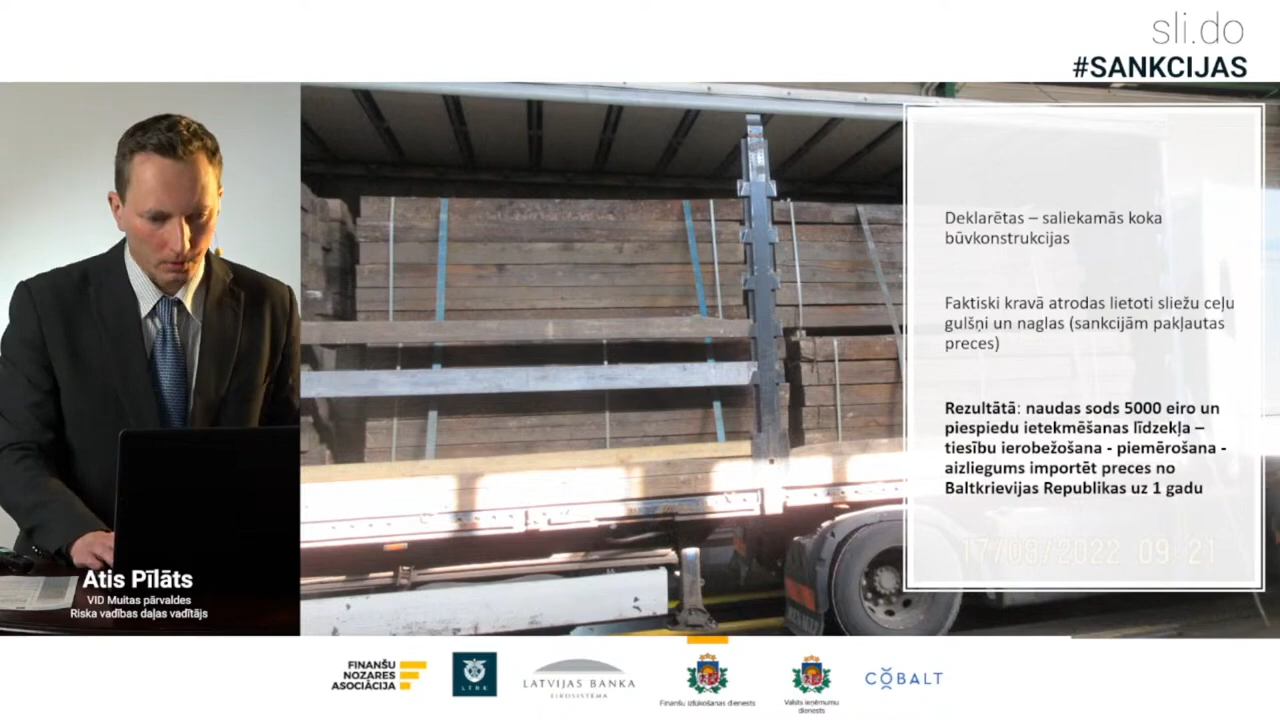 sli.do
#SANKCIJAS
Deklarētas – saliekamās koka
būvkonstrukcijas
Faktiski kravā atrodas lietoti sliežu ceļu
gulšņi un naglas (sankcijām pakļautas
preces)
Rezultātā: naudas sods 5000 eiro un
piespiedu ietekmēšanas līdzekļa –
tiesību ierobežošana - piemērošana -
aizliegums importēt preces no
Baltkrievijas Republikas uz 1 gadu
17/08/2022 09:21
Atis Pīlāts
VID Muitas pārvaldes
Riska vadības daļas vadītājs
FINANŠU
NOZARES
ASOCIĀCIJA
LTRK
LATVIJAS BANKA
EIROSISTĒMA
Finanšu izlūkošanas dienests
Valsts ieņēmumu
dienests
COBALT